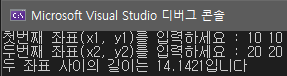 Microsoft Visual Studio 디버그 콘솔
첫번째 좌표(x1, y1)를 입력하세요 : 10 10
두번째 좌표(x2, y2)를 입력하세요 : 20 20
두 좌표 사이의 길이는 14.1421입니다